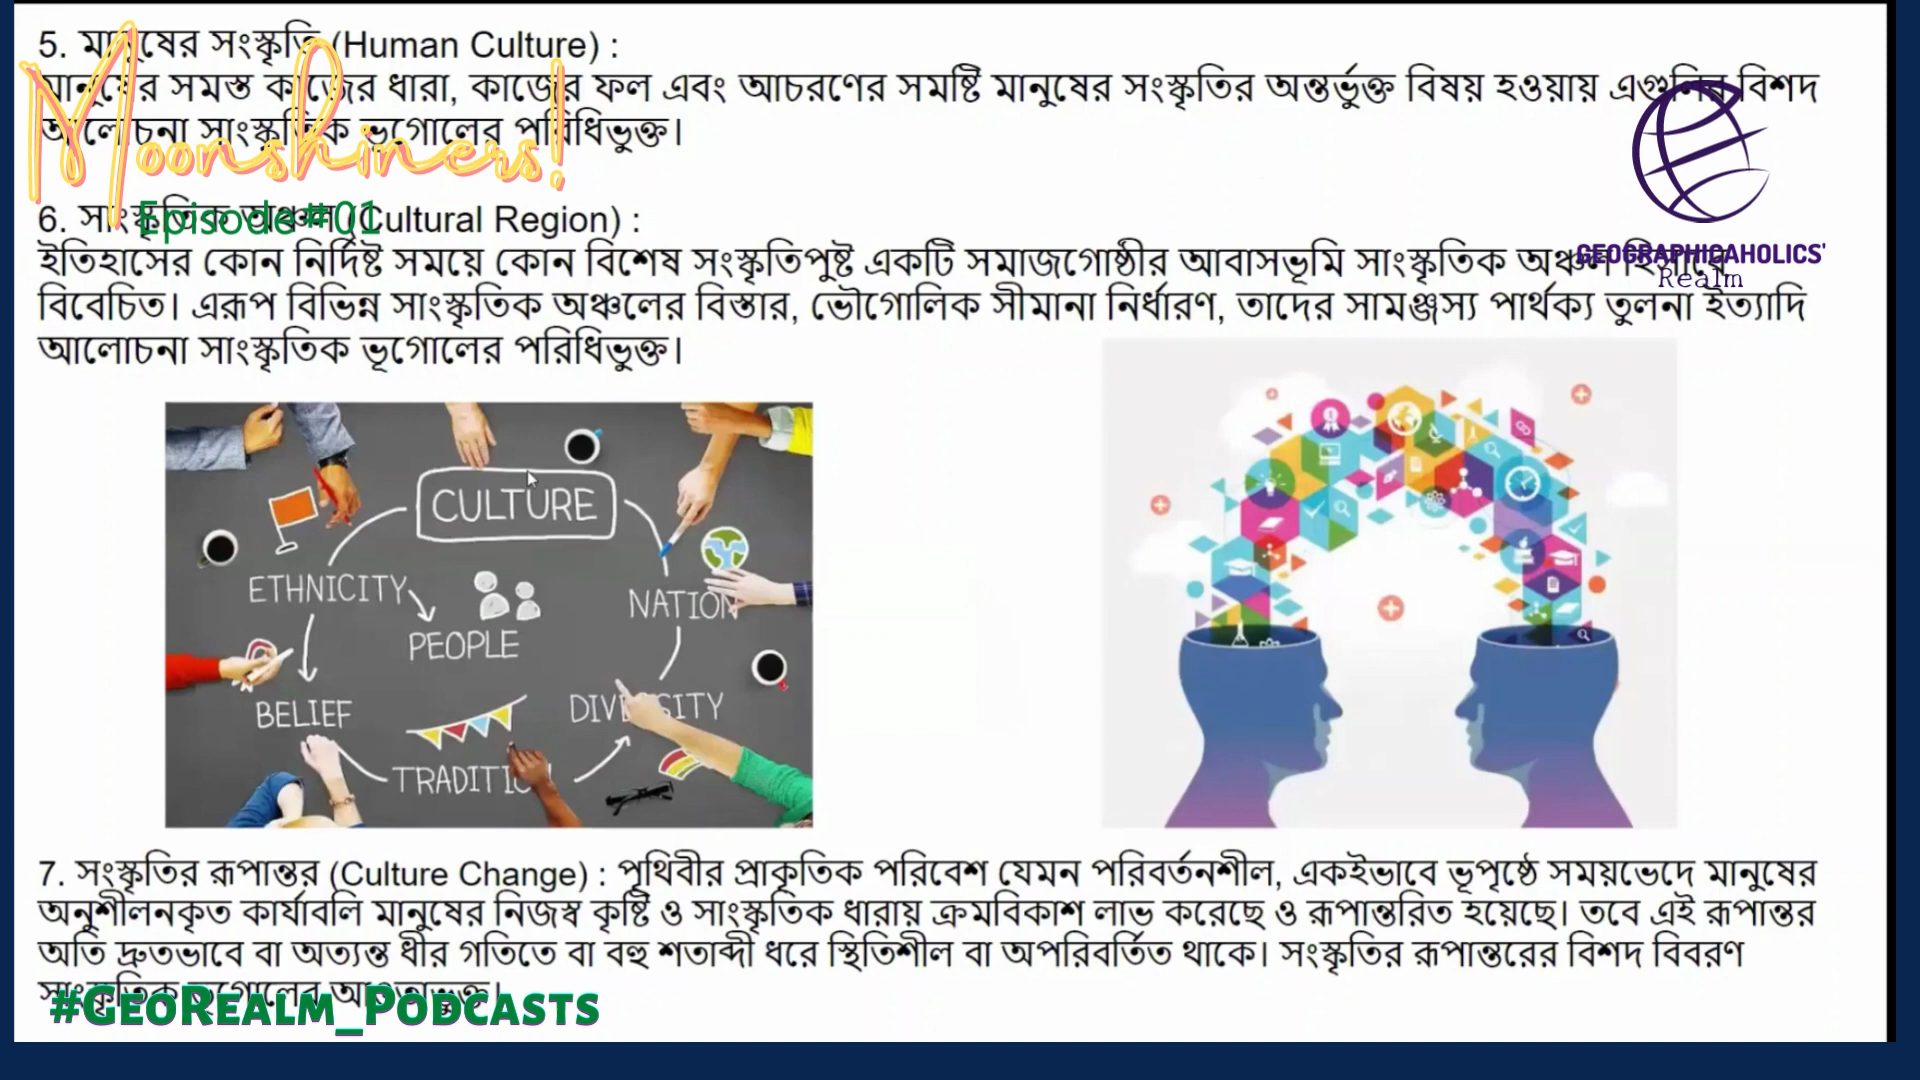 5. মানুষের সংস্কৃতি (Human Culture) :
মানুষের সমস্ত কাজের ধারা, কাজের ফল এবং আচরণের সমষ্টি মানুষের সংস্কৃতির অন্তর্ভুক্ত বিষয় হওয়ায় এগুলির বিশদ
আলোচনা সাংস্কৃতিক ভূগোলের পরিধিভুক্ত।
Moonshiners!
Episode#01
6. সাংস্কৃতিক অঞ্চল (Cultural Region) :
ইতিহাসের কোন নির্দিষ্ট সময়ে কোন বিশেষ সংস্কৃতিপুষ্ট একটি সমাজগোষ্ঠীর আবাসভূমি সাংস্কৃতিক অঞ্চল হিসাবে
বিবেচিত। এরূপ বিভিন্ন সাংস্কৃতিক অঞ্চলের বিস্তার, ভৌগোলিক সীমানা নির্ধারণ, তাদের সামঞ্জস্য পার্থক্য তুলনা ইত্যাদি
আলোচনা সাংস্কৃতিক ভূগোলের পরিধিভুক্ত।
GEOGRAPHICAHOLICS'
Realm
CULTURE
ETHNICITY
NATION
PEOPLE
BELIEF
DIVERSITY
TRADITIO
7. সংস্কৃতির রূপান্তর (Culture Change) : পৃথিবীর প্রাকৃতিক পরিবেশ যেমন পরিবর্তনশীল, একইভাবে ভূপৃষ্ঠে সময়ভেদে মানুষের
অনুশীলনকৃত কার্যাবলি মানুষের নিজস্ব কৃষ্টি ও সাংস্কৃতিক ধারায় ক্রমবিকাশ লাভ করেছে ও রূপান্তরিত হয়েছে। তবে এই রূপান্তর
অতি দ্রুতভাবে বা অত্যন্ত ধীর গতিতে বা বহু শতাব্দী ধরে স্থিতিশীল বা অপরিবর্তিত থাকে। সংস্কৃতির রূপান্তরের বিশদ বিবরণ
সাংস্কৃতিক ভূগোলের
#GEOREALM_PODCASTS